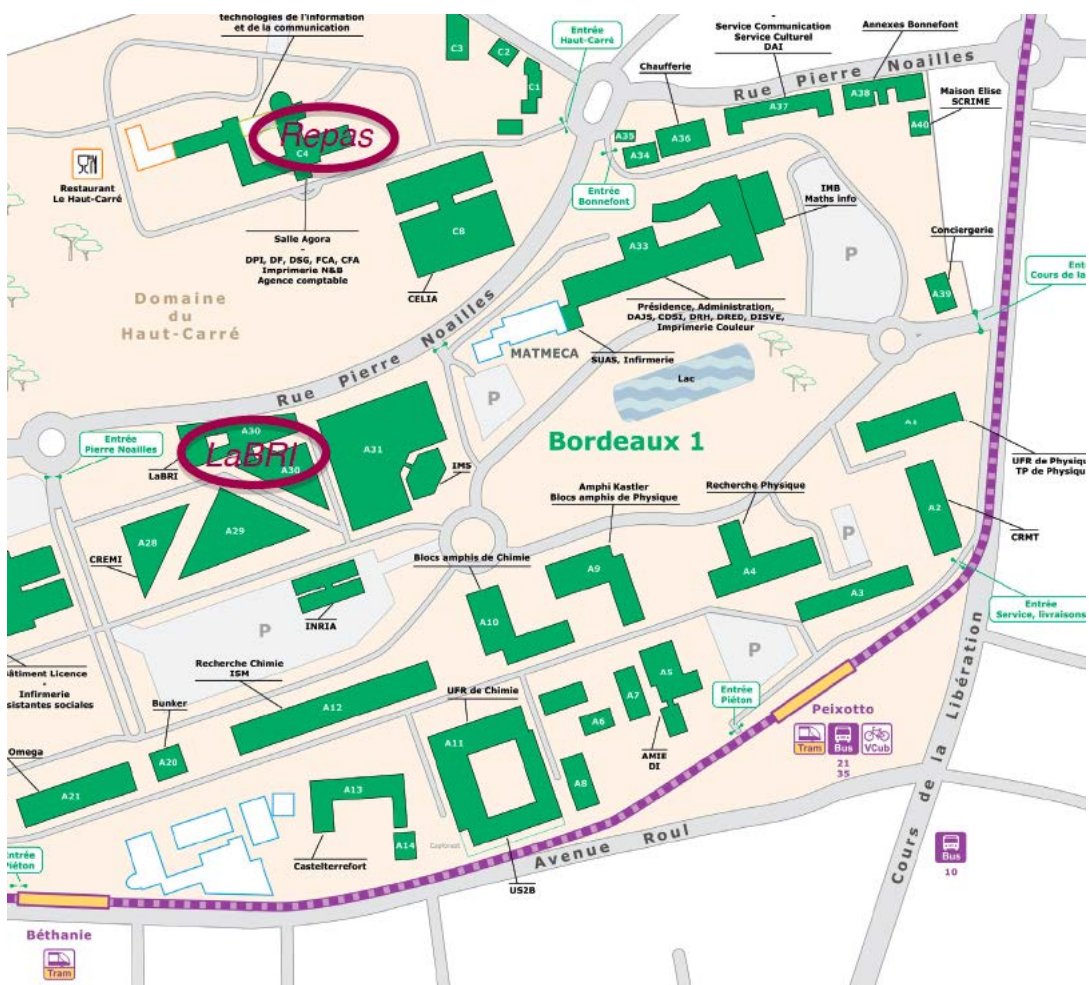 technologies de l'information
et de la communication
Entrée
Haut-Carré
C3
C2
C1
Service Communication
Service Culturel
DAI
Annexes Bonnefont
Chaufferie
Rue Pierre Noailles
A38
A37
Maison Elise
SCRIME
A40
A35
A36
A34
Repas
C4
Restaurant
Le Haut-Carré
Entrée
Bonnefont
IMB
Maths info
Salle Agora
-
DPI, DF, DSG, FCA, CFA
Imprimerie N&B
Agence comptable
C8
CELIA
A33
P
Conciergerie
Cours de la
A39
Domaine
du
Haut-Carré
Présidence, Administration,
DAJS, CDSI, DRH, DRED, DISVE,
Imprimerie Couleur
MATMECA
SUAS, Infirmerie
Lac
Rue Pierre Noailles
P
Entrée
Pierre Noailles
A30
LaBRI
A30
LaBRI
A31
IMS
Bordeaux 1
A1
UFR de Physique
TP de Physique
Amphi Kastler
Blocs amphis de Physique
Recherche Physique
A2
CRMT
A28
A29
CREMI
Blocs amphis de Chimie
P
A9
A4
A3
Entrée
Service, livraisons
INRIA
P
A10
P
Recherche Chimie
ISM
Bâtiment Licence
-
Infirmerie
Assistantes sociales
Bunker
A12
UFR de Chimie
A5
A7
A6
Entrée
Piéton
Peixotto
Tram
Bus
VCub
21
35
AMIE
DI
Omega
A20
A21
A11
A8
A13
A14
Castelterrefort
US2B
Avenue Roul
Cours de la Libération
Bus
10
Entrée
Piéton
Béthanie
Tram